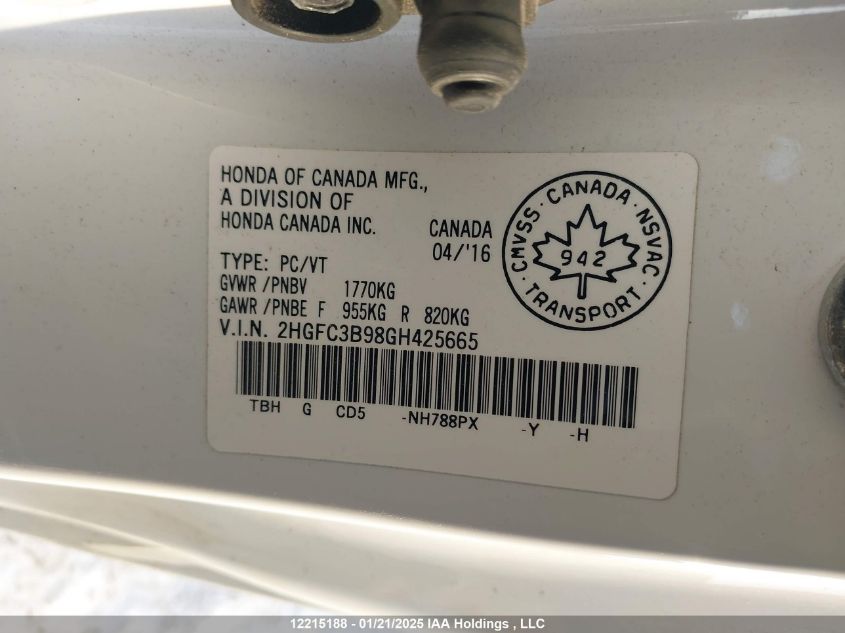 HONDA OF CANADA MFG.,
A DIVISION OF
HONDA CANADA INC.
CANADA
04/'16
TYPE: PC/VT
GVWR /PNBV 1770KG
GAWR /PNBE F 955KG R 820KG
V.I.N. 2HGFC3B98GH425665
TBH G CD5 -NH788PX -Y -H
CMVSS · CANADA · NSVAC · TRANSPORT ·
942
12215188 - 01/21/2025 IAA Holdings , LLC